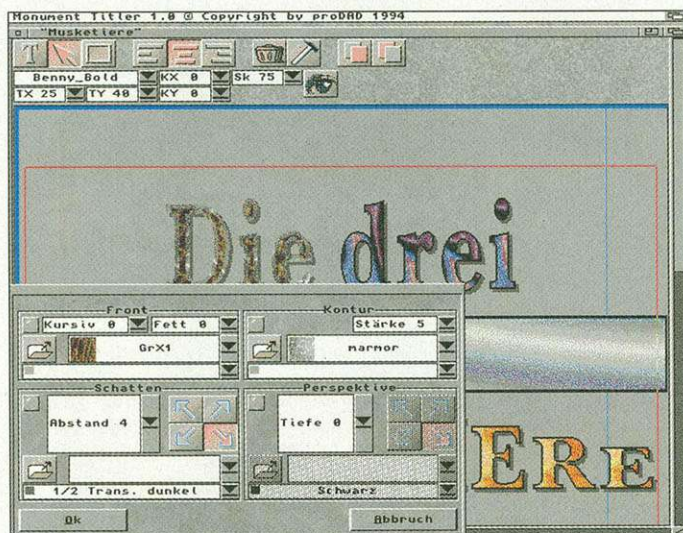 Monument Titler 1.0 © Copyright by proDAD 1994
"Musketiere"
T
Benny_Bold KX 0 Sk 75
TX 25 TY 40 KY 0
Die drei
ERE
Front
Kursiv 0 Fett 0
GrX1
Kontur
Stärke 5
marmor
Schatten
Abstand 4
1/2 Trans. dunkel
Perspektive
Tiefe 0
Schwarz
Ok Abbruch